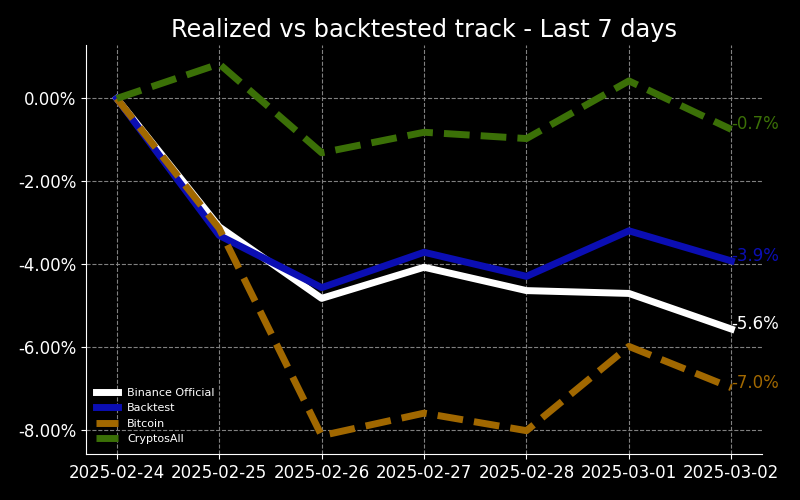 Realized vs backtested track - Last 7 days
0.00%
-2.00%
-4.00%
-6.00%
-8.00%
-0.7%
-3.9%
-5.6%
-7.0%
Binance Official
Backtest
Bitcoin
CryptosAll
2025-02-24 2025-02-25 2025-02-26 2025-02-27 2025-02-28 2025-03-01 2025-03-02